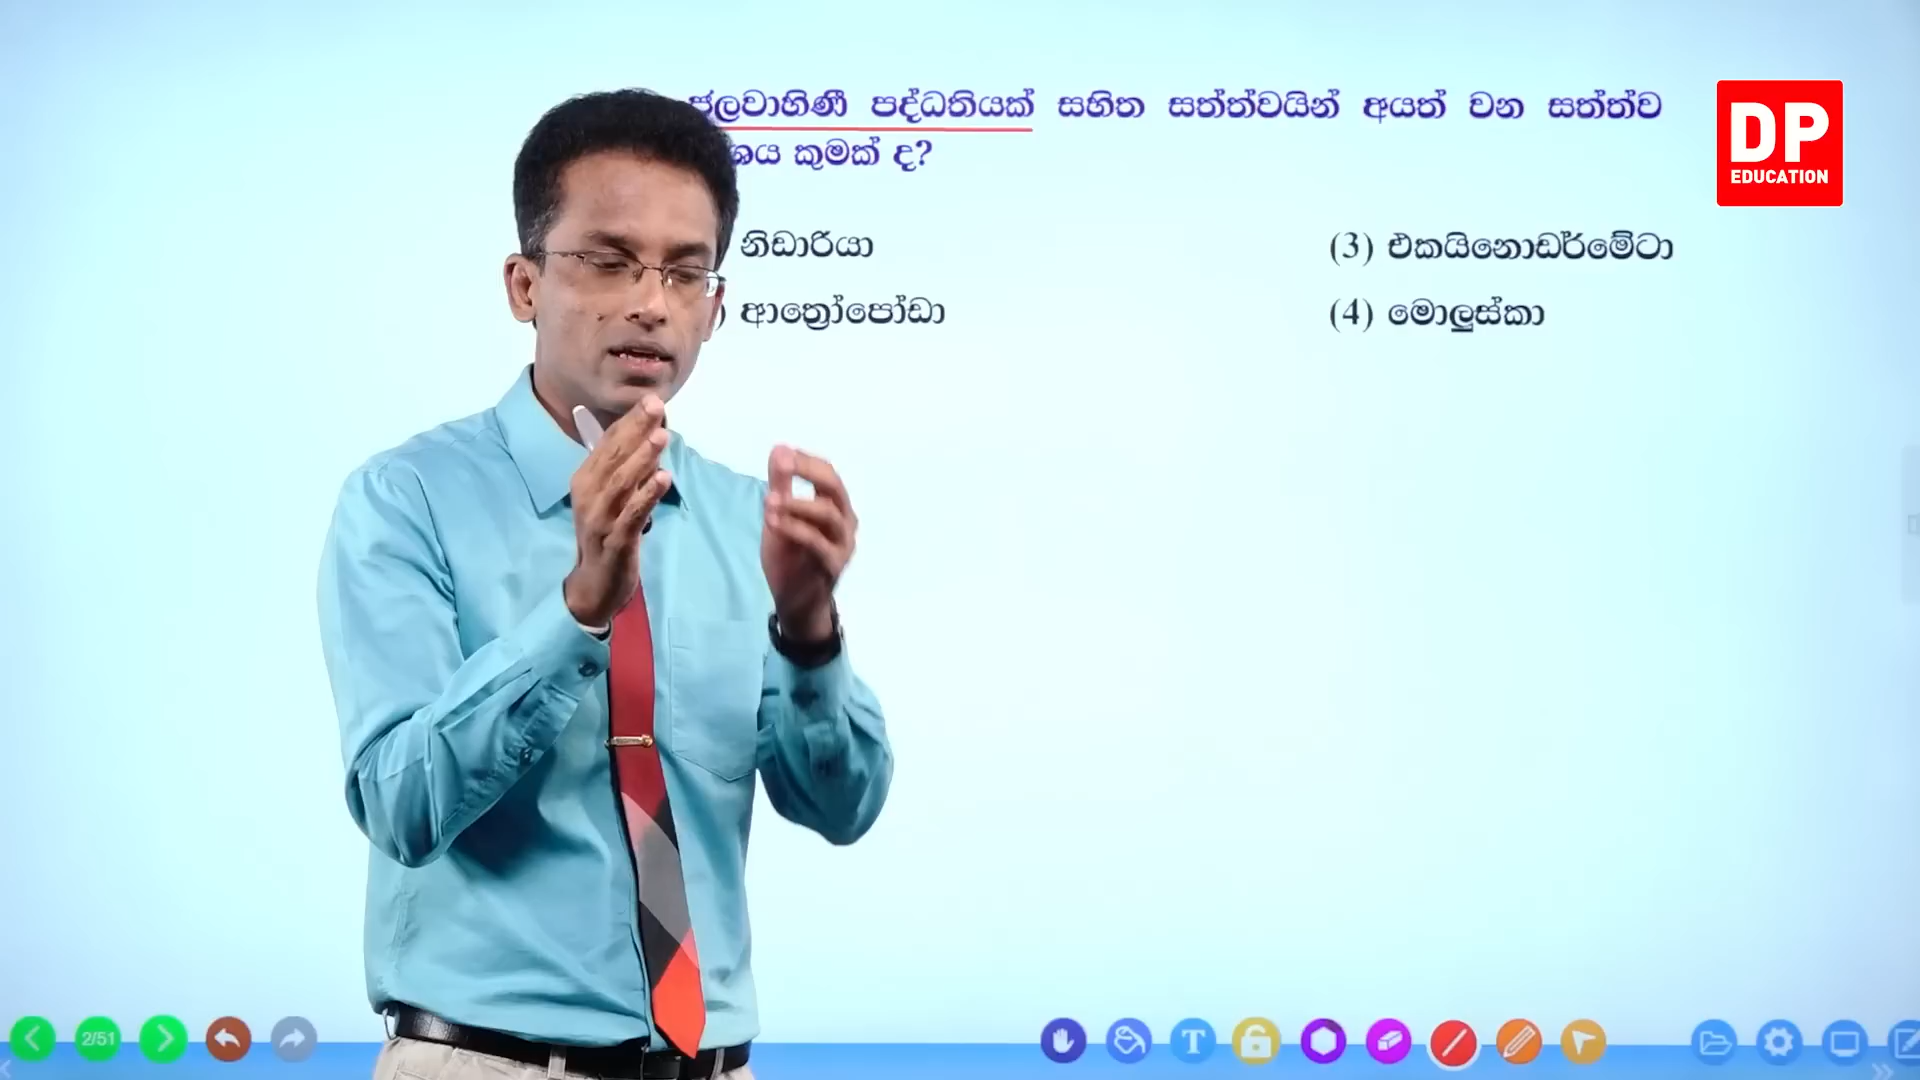 ජලවාහිණී පද්ධතියක් සහිත සත්ත්වයින් අයත් වන සත්ත්ව
කුමක් ද?
නිඩාරියා
(3) එකයිනොඩර්මේටා
ආත්‍රෝපෝඩා
(4) මොලුස්කා
DP
EDUCATION
2/51
T